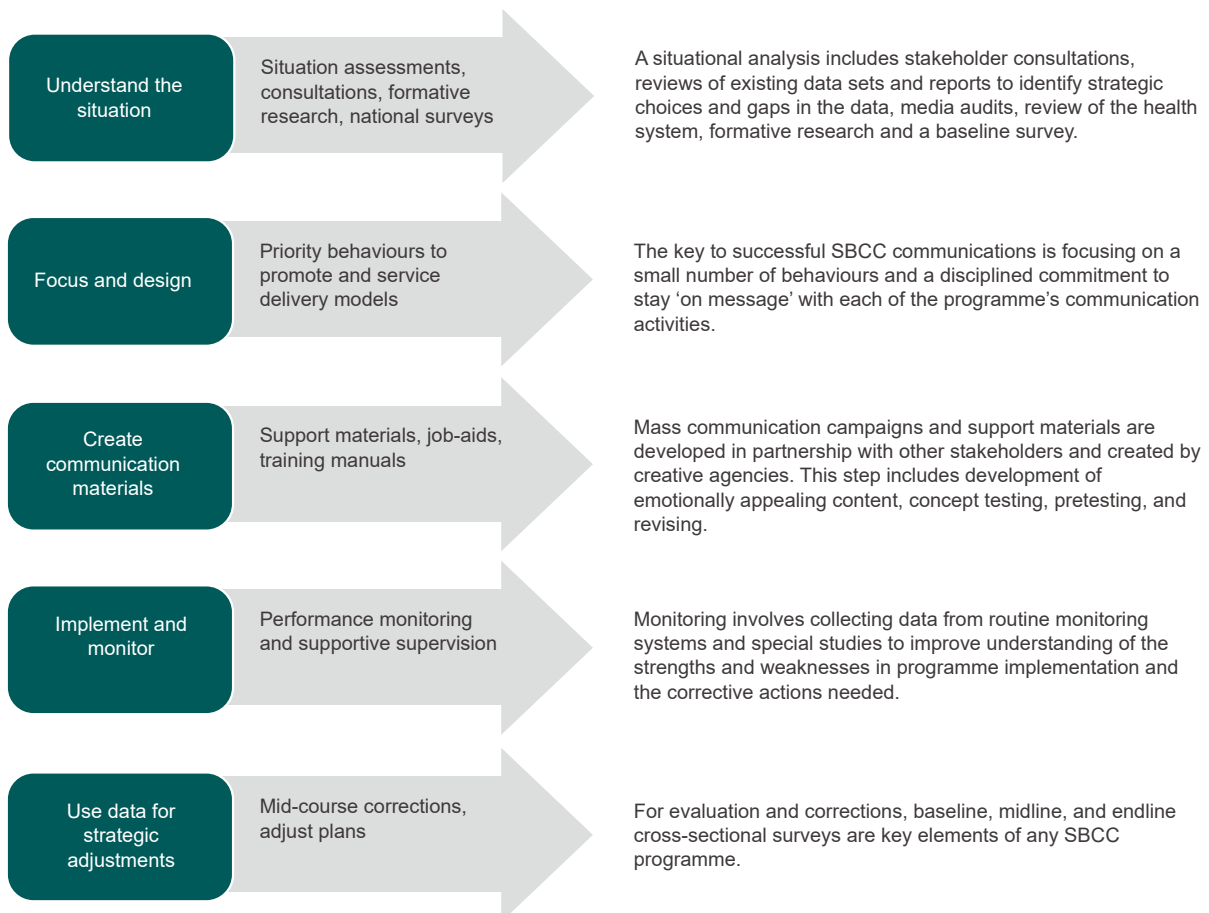 Understand the
situation
Situation assessments,
consultations, formative
research, national surveys
A situational analysis includes stakeholder consultations,
reviews of existing data sets and reports to identify strategic
choices and gaps in the data, media audits, review of the health
system, formative research and a baseline survey.
Focus and design
Priority behaviours to
promote and service
delivery models
The key to successful SBCC communications is focusing on a
small number of behaviours and a disciplined commitment to
stay ‘on message’ with each of the programme’s communication
activities.
Create
communication
materials
Support materials, job-aids,
training manuals
Mass communication campaigns and support materials are
developed in partnership with other stakeholders and created by
creative agencies. This step includes development of
emotionally appealing content, concept testing, pretesting, and
revising.
Implement and
monitor
Performance monitoring
and supportive supervision
Monitoring involves collecting data from routine monitoring
systems and special studies to improve understanding of the
strengths and weaknesses in programme implementation and
the corrective actions needed.
Use data for
strategic
adjustments
Mid-course corrections,
adjust plans
For evaluation and corrections, baseline, midline, and endline
cross-sectional surveys are key elements of any SBCC
programme.